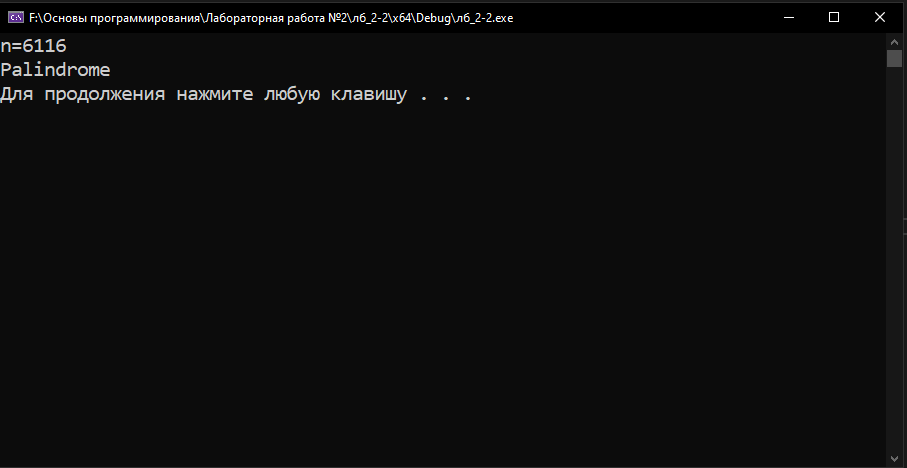 F:\Основы программирования\Лабораторная работа №2\лб_2-2\x64\Debug\лб_2-2.exe
n=6116
Palindrome
Для продолжения нажмите любую клавишу . . .